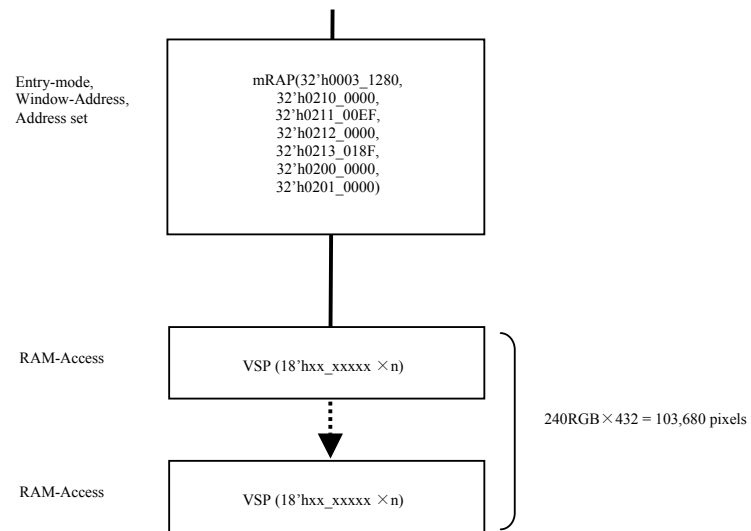 Entry-mode,
Window-Address,
Address set
mRAP(32'h0003_1280,
32'h0210_0000,
32'h0211_00EF,
32'h0212_0000,
32'h0213_018F,
32'h0200_0000,
32'h0201_0000)
RAM-Access
VSP (18'hxx_xxxxx ×n)
240RGB×432 = 103,680 pixels
RAM-Access
VSP (18'hxx_xxxxx ×n)